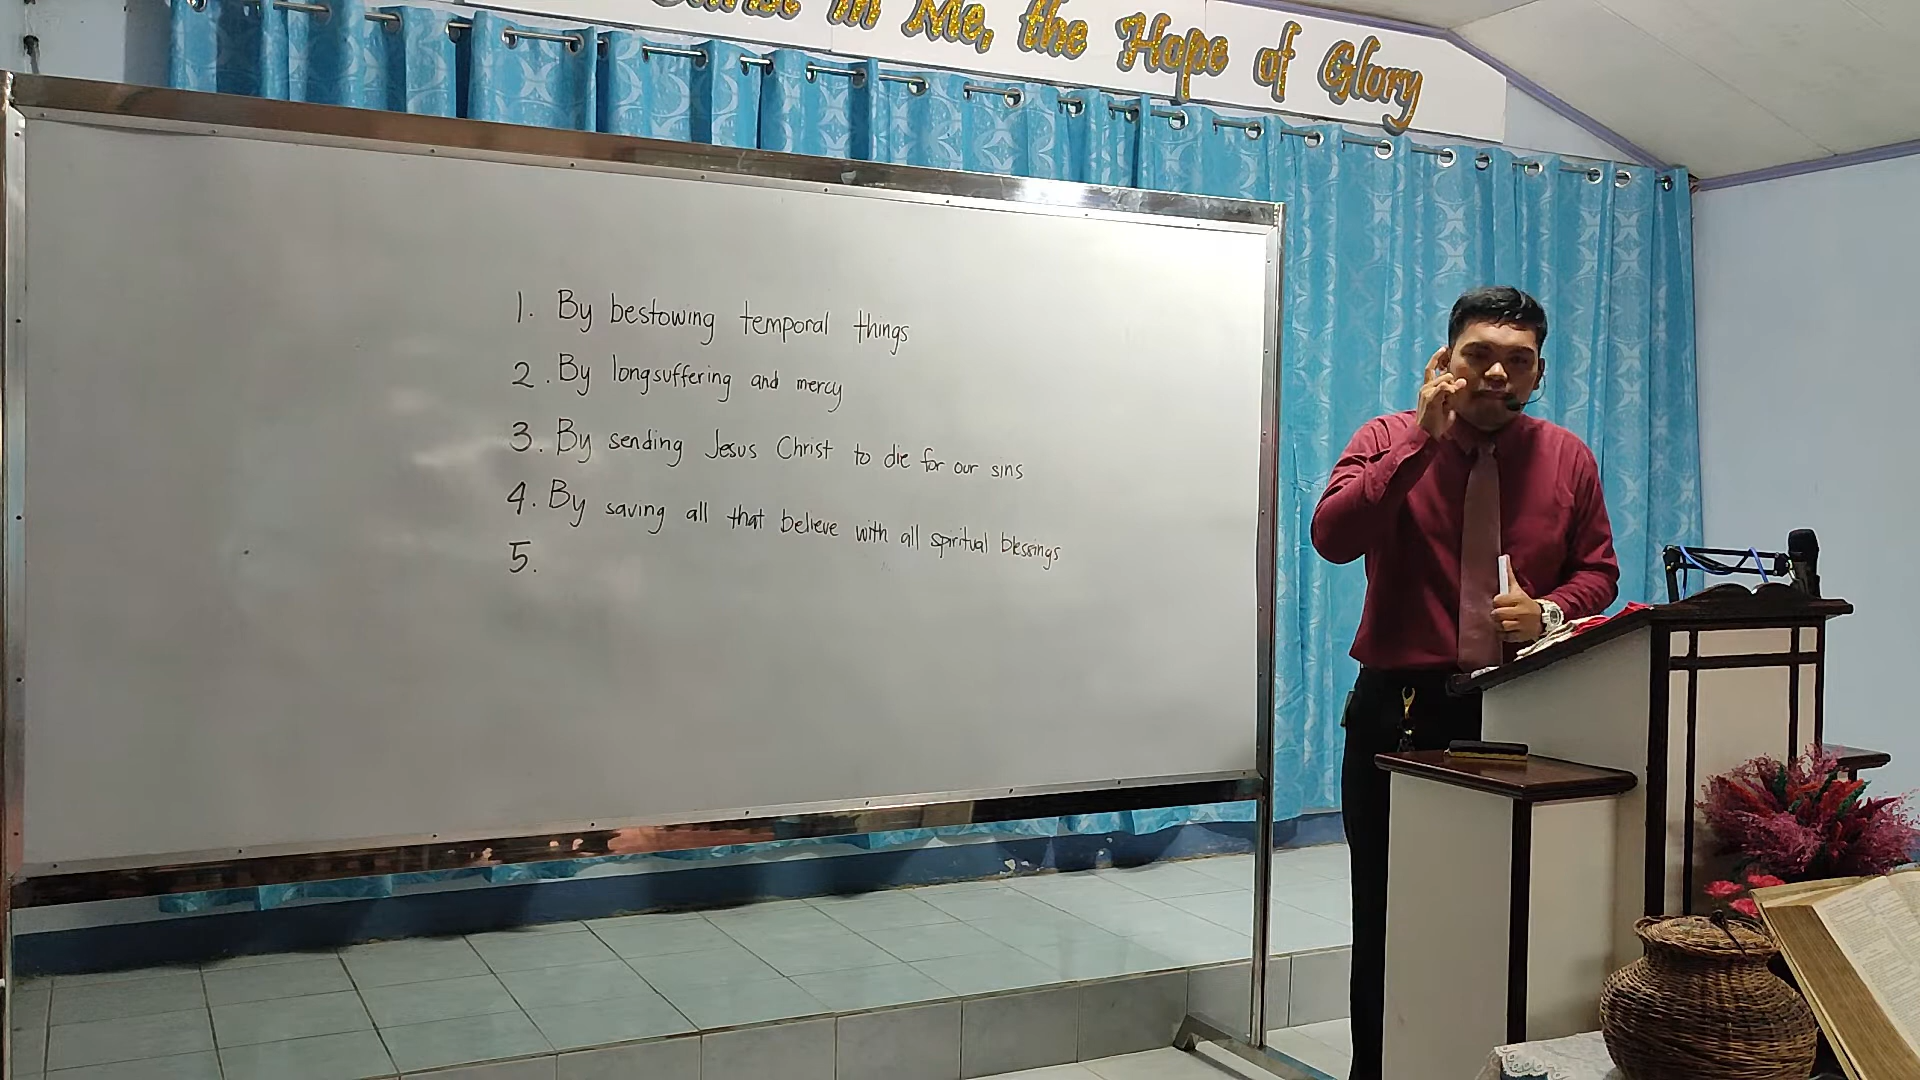 in Me, the Hope of Glory
1. By bestowing temporal things
2. By longsuffering and mercy
3. By sending Jesus Christ to die for our sins
4. By saving all that believe with all spiritual blessings
5.